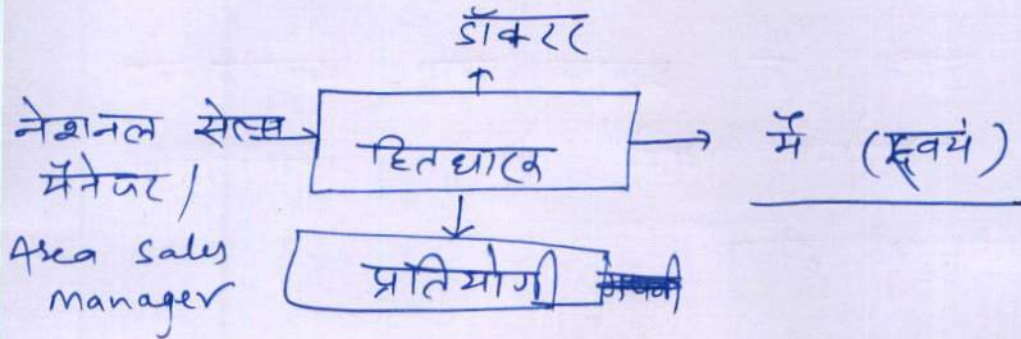 डॉक्टर
नेशनल सेल्स
मैनेजर /
Area Sales
manager
हितधारक
मैं (स्वयं)
प्रतियोगी